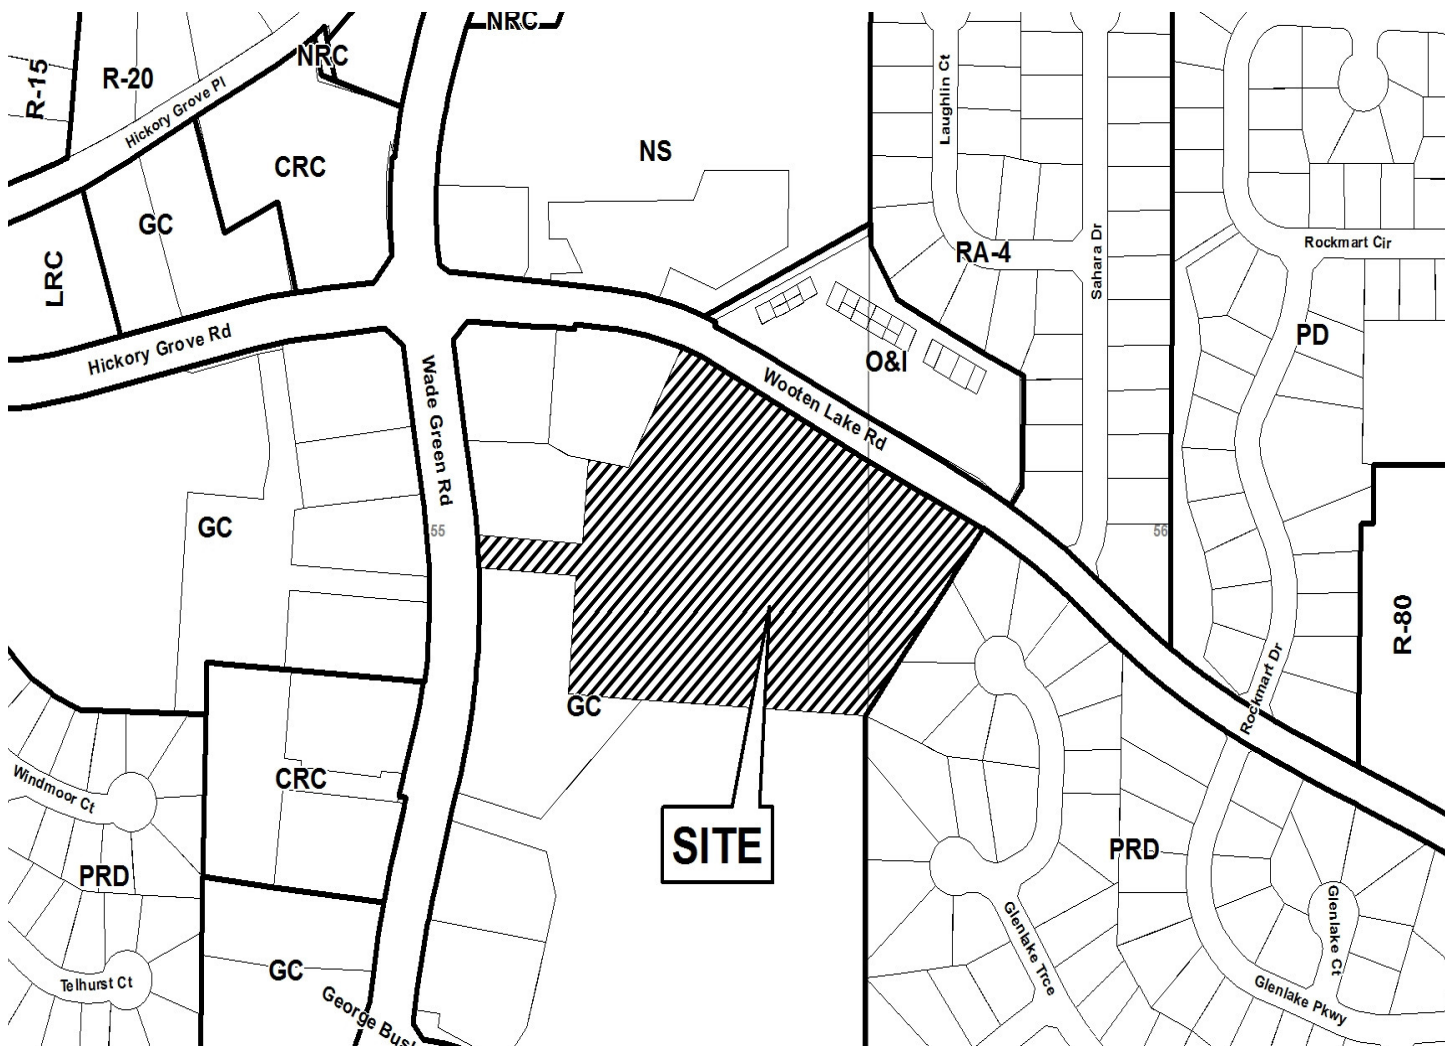 NRC
NRC
R-15
R-20
Hickory Grove Pl
CRC
NS
Laughlin Ct
GC
LRC
RA-4
Sahara Dr
Rockmart Cir
Hickory Grove Rd
PD
O&I
Wooten Lake Rd
Wade Green Rd
GC
55
56
R-80
Rockmart Dr
GC
Windmoor Ct
CRC
SITE
PRD
PRD
Glenlake Trce
Glenlake Ct
Telhurst Ct
GC
Glenlake Pkwy
George Bus